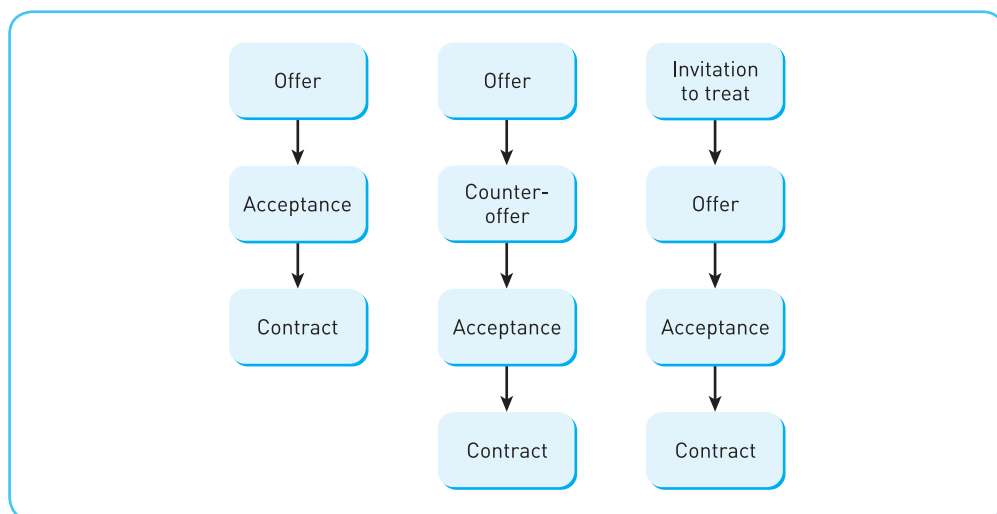 Offer
Acceptance
Contract
Offer
Counter-
offer
Acceptance
Contract
Invitation
to treat
Offer
Acceptance
Contract